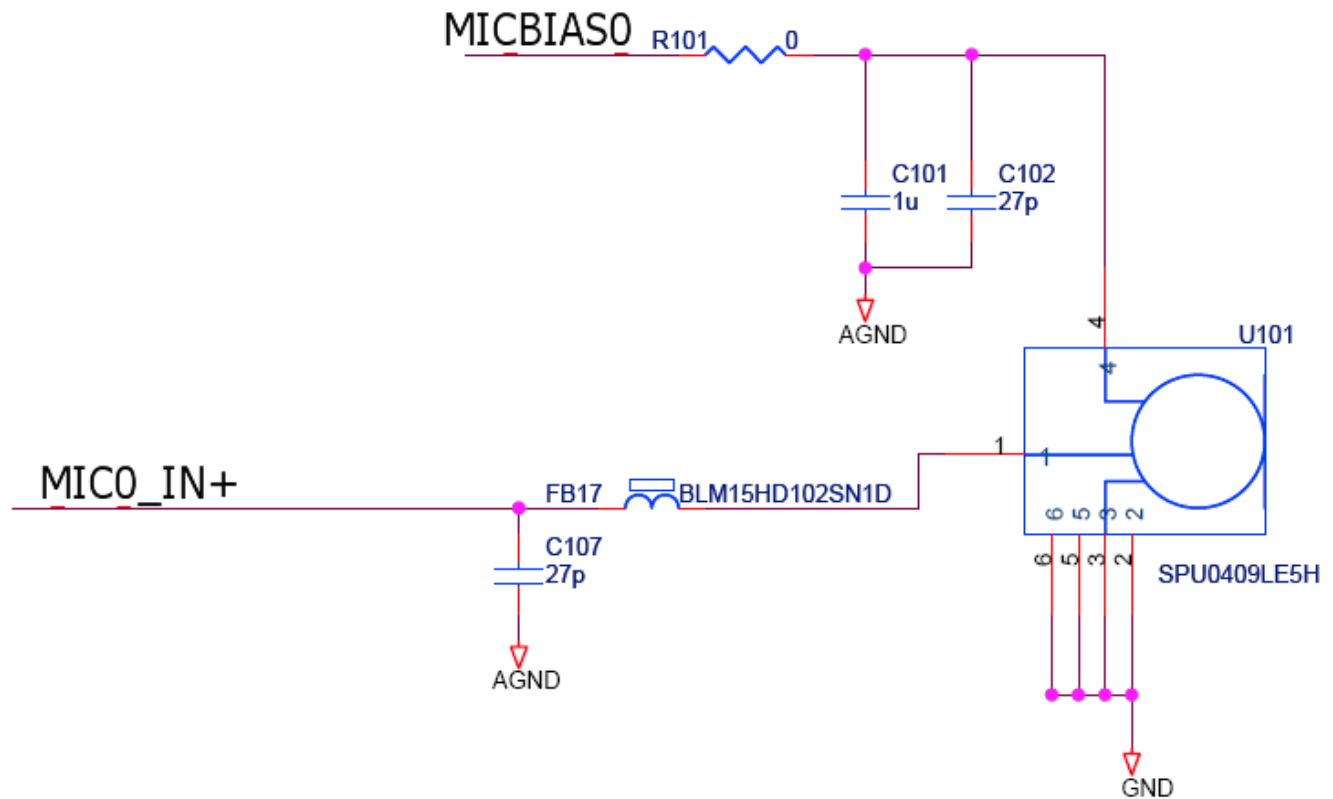 MICBIAS0
R101 0
C101
1u
C102
27p
AGND
4
U101
4
1
1
MIC0_IN+
FB17 BLM15HD102SN1D
6 5 3 2
6 5 3 2
C107
27p
SPU0409LE5H
AGND
GND